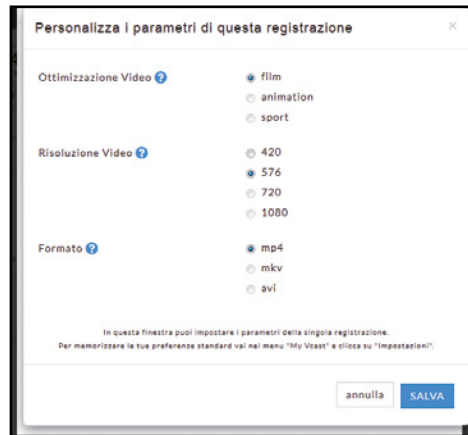 Personalizza i parametri di questa registrazione ×
Ottimizzazione Video ? film
animation
sport
Risoluzione Video ? 420
576
720
1080
Formato ? mp4
mkv
avi
In questa finestra puoi impostare i parametri della singola registrazione.
Per memorizzare le tue preferenze standard vai nel menu "My Vcast" e clicca su "Impostazioni".
annulla SALVA